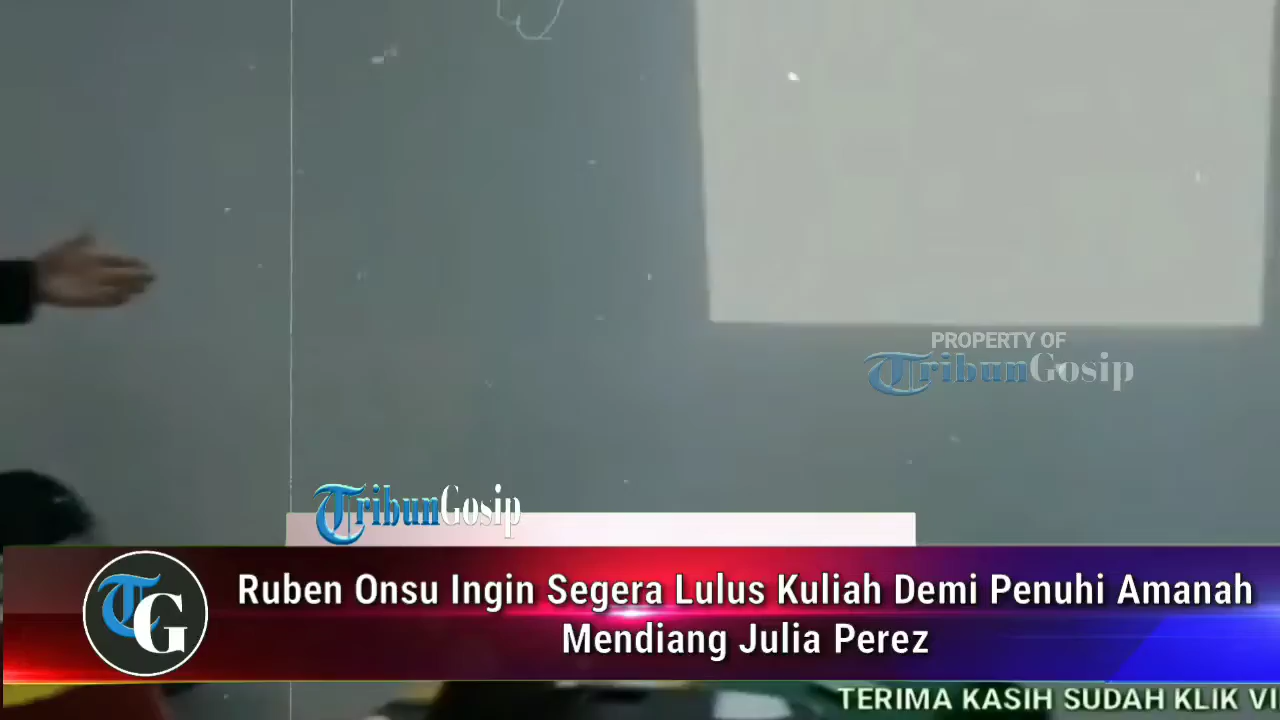 PROPERTY OF
TribunGosip
TribunGosip
TG
Ruben Onsu Ingin Segera Lulus Kuliah Demi Penuhi Amanah
Mendiang Julia Perez
TERIMA KASIH SUDAH KLIK VI